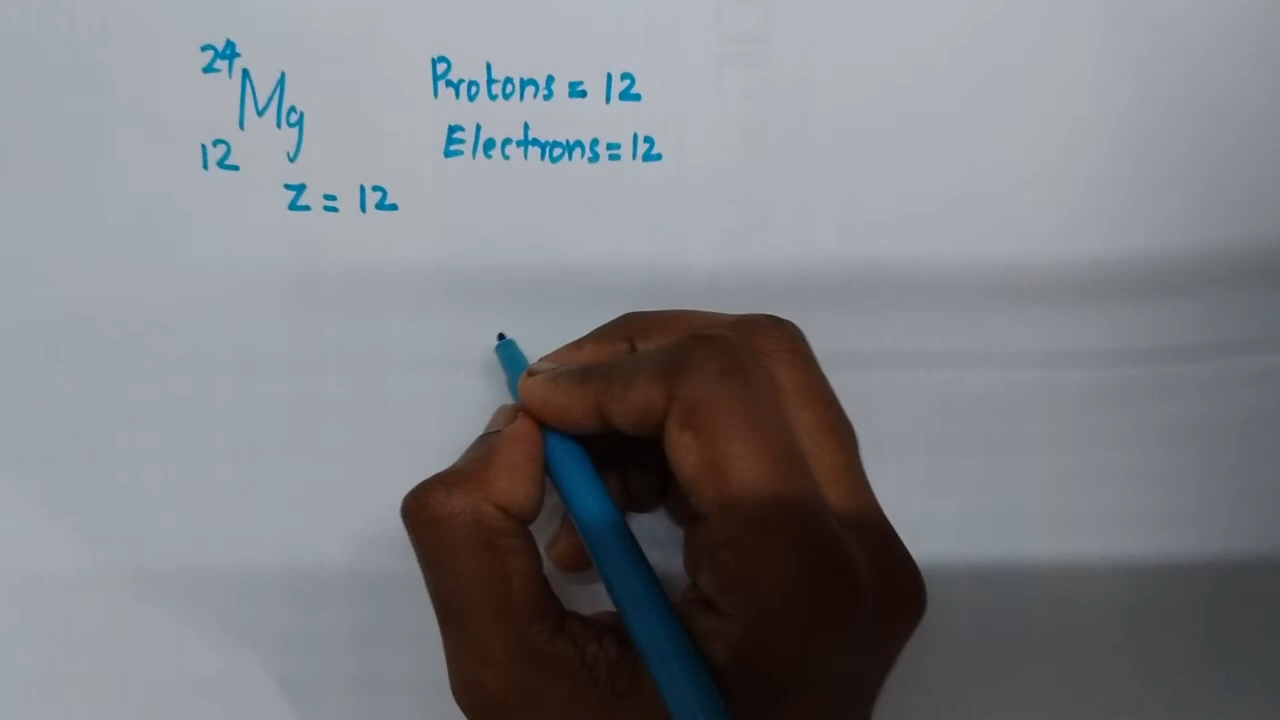 24
Mg
12
Z = 12
Protons = 12
Electrons = 12